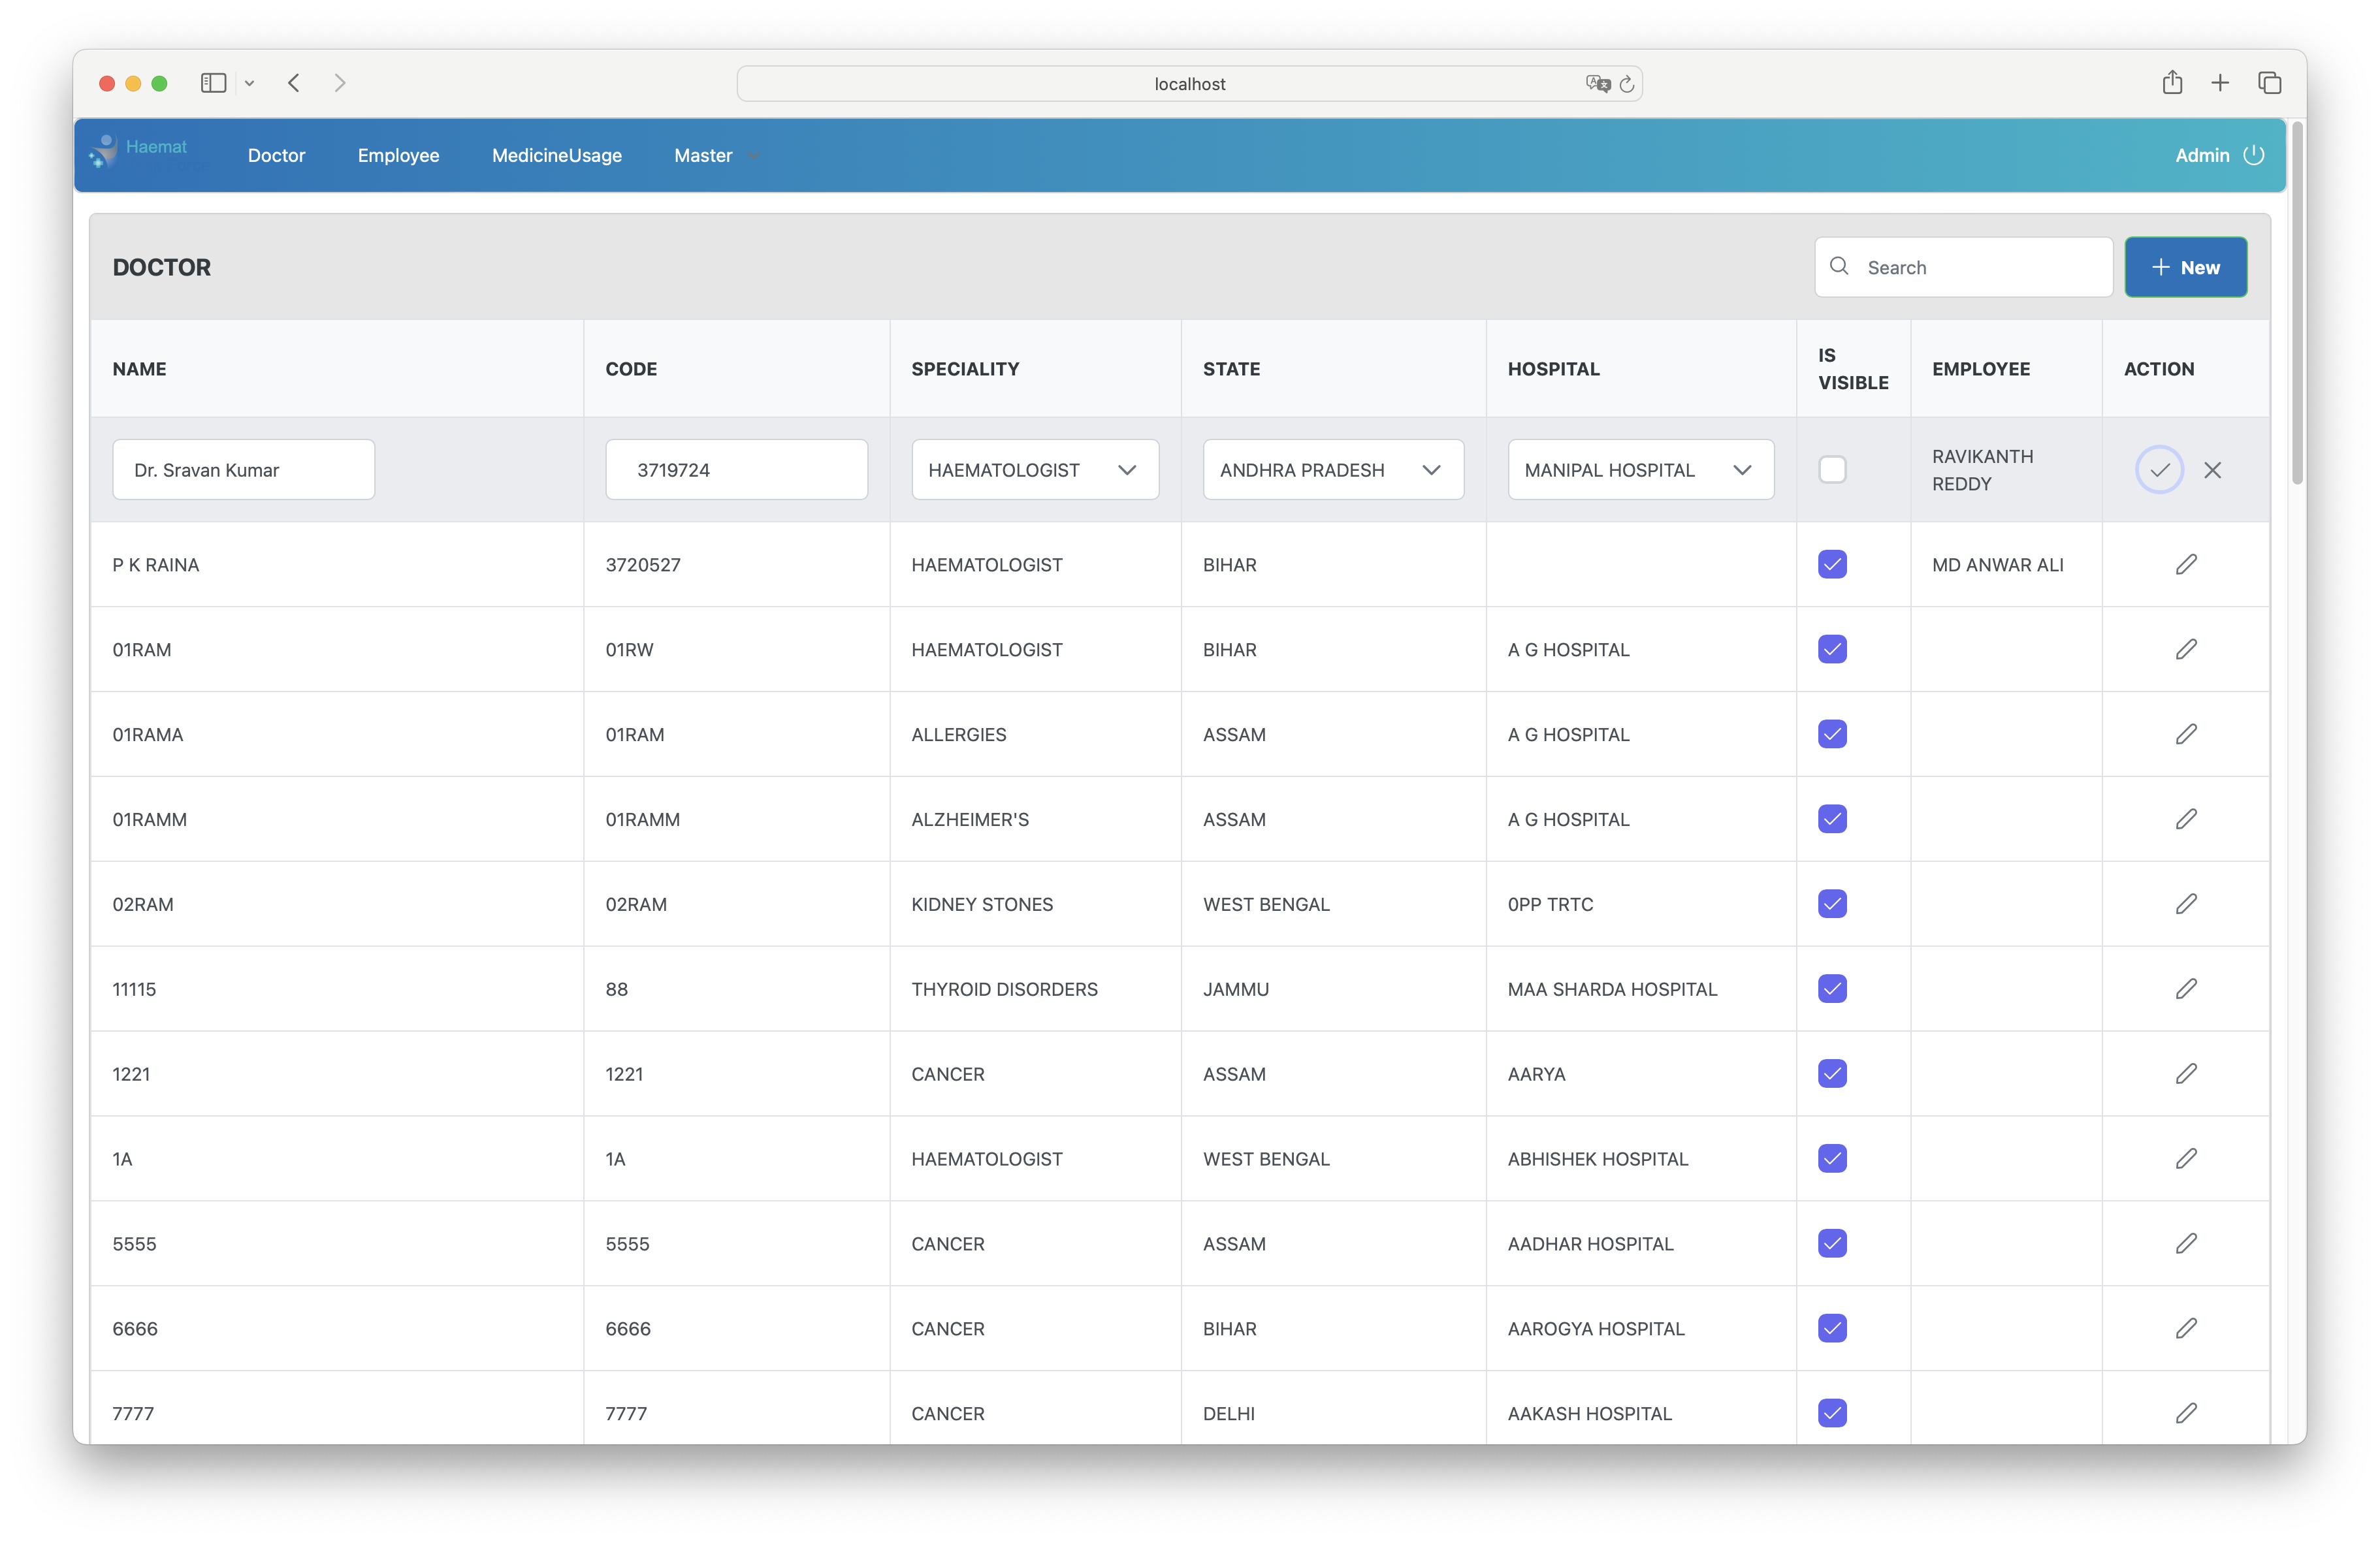 localhost
Haemat
Doctor Employee MedicineUsage Master Admin
DOCTOR Search New
NAME CODE SPECIALITY STATE HOSPITAL IS VISIBLE EMPLOYEE ACTION
Dr. Sravan Kumar 3719724 HAEMATOLOGIST ANDHRA PRADESH MANIPAL HOSPITAL RAVIKANTH REDDY
P K RAINA 3720527 HAEMATOLOGIST BIHAR MD ANWAR ALI
01RAM 01RW HAEMATOLOGIST BIHAR A G HOSPITAL
01RAMA 01RAM ALLERGIES ASSAM A G HOSPITAL
01RAMM 01RAMM ALZHEIMER'S ASSAM A G HOSPITAL
02RAM 02RAM KIDNEY STONES WEST BENGAL 0PP TRTC
11115 88 THYROID DISORDERS JAMMU MAA SHARDA HOSPITAL
1221 1221 CANCER ASSAM AARYA
1A 1A HAEMATOLOGIST WEST BENGAL ABHISHEK HOSPITAL
5555 5555 CANCER ASSAM AADHAR HOSPITAL
6666 6666 CANCER BIHAR AAROGYA HOSPITAL
7777 7777 CANCER DELHI AAKASH HOSPITAL